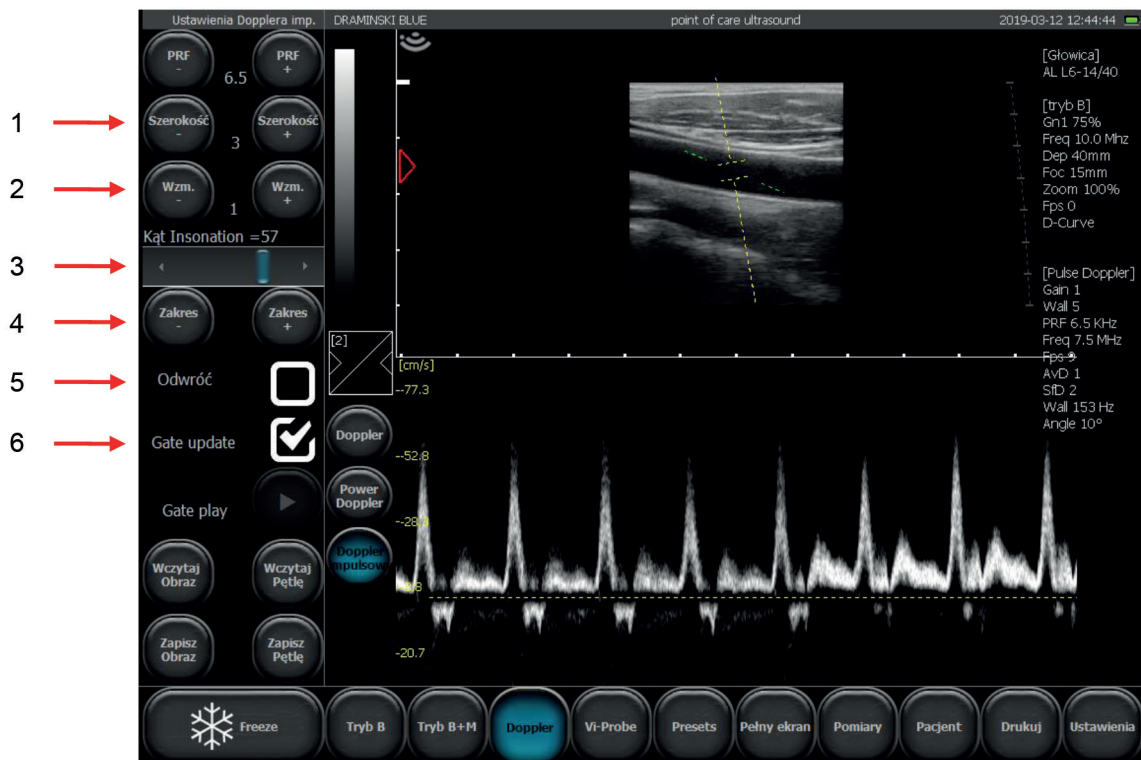 Ustawienia Dopplera imp.
DRAMINSKI BLUE
point of care ultrasound
2019-03-12 12:44:44
PRF
-
6.5
PRF
+
1
Szerokość
-
3
Szerokość
+
2
Wzm.
-
1
Wzm.
+
Kąt Insonation =57
3
4
Zakres
-
Zakres
+
5
Odwróć
6
Gate update
Gate play
Wczytaj
Obraz
Wczytaj
Pętlę
Zapisz
Obraz
Zapisz
Pętlę
[2]
Doppler
Power
Doppler
Doppler
[Głowica]
AL L6-14/40
[tryb B]
Gn1 75%
Freq 10.0 Mhz
Dep 40mm
Foc 15mm
Zoom 100%
Fps 0
D-Curve
[Pulse Doppler]
Gain 1
Wall 5
PRF 6.5 KHz
Freq 7.5 MHz
Fps 9
AvD 1
SfD 2
Wall 153 Hz
Angle 10°
[cm/s]
--77.3
--52.8
-20.7
Freeze
Tryb B
Tryb B+M
Doppler
Vi-Probe
Presets
Pełny ekran
Pomiary
Pacjent
Drukuj
Ustawienia